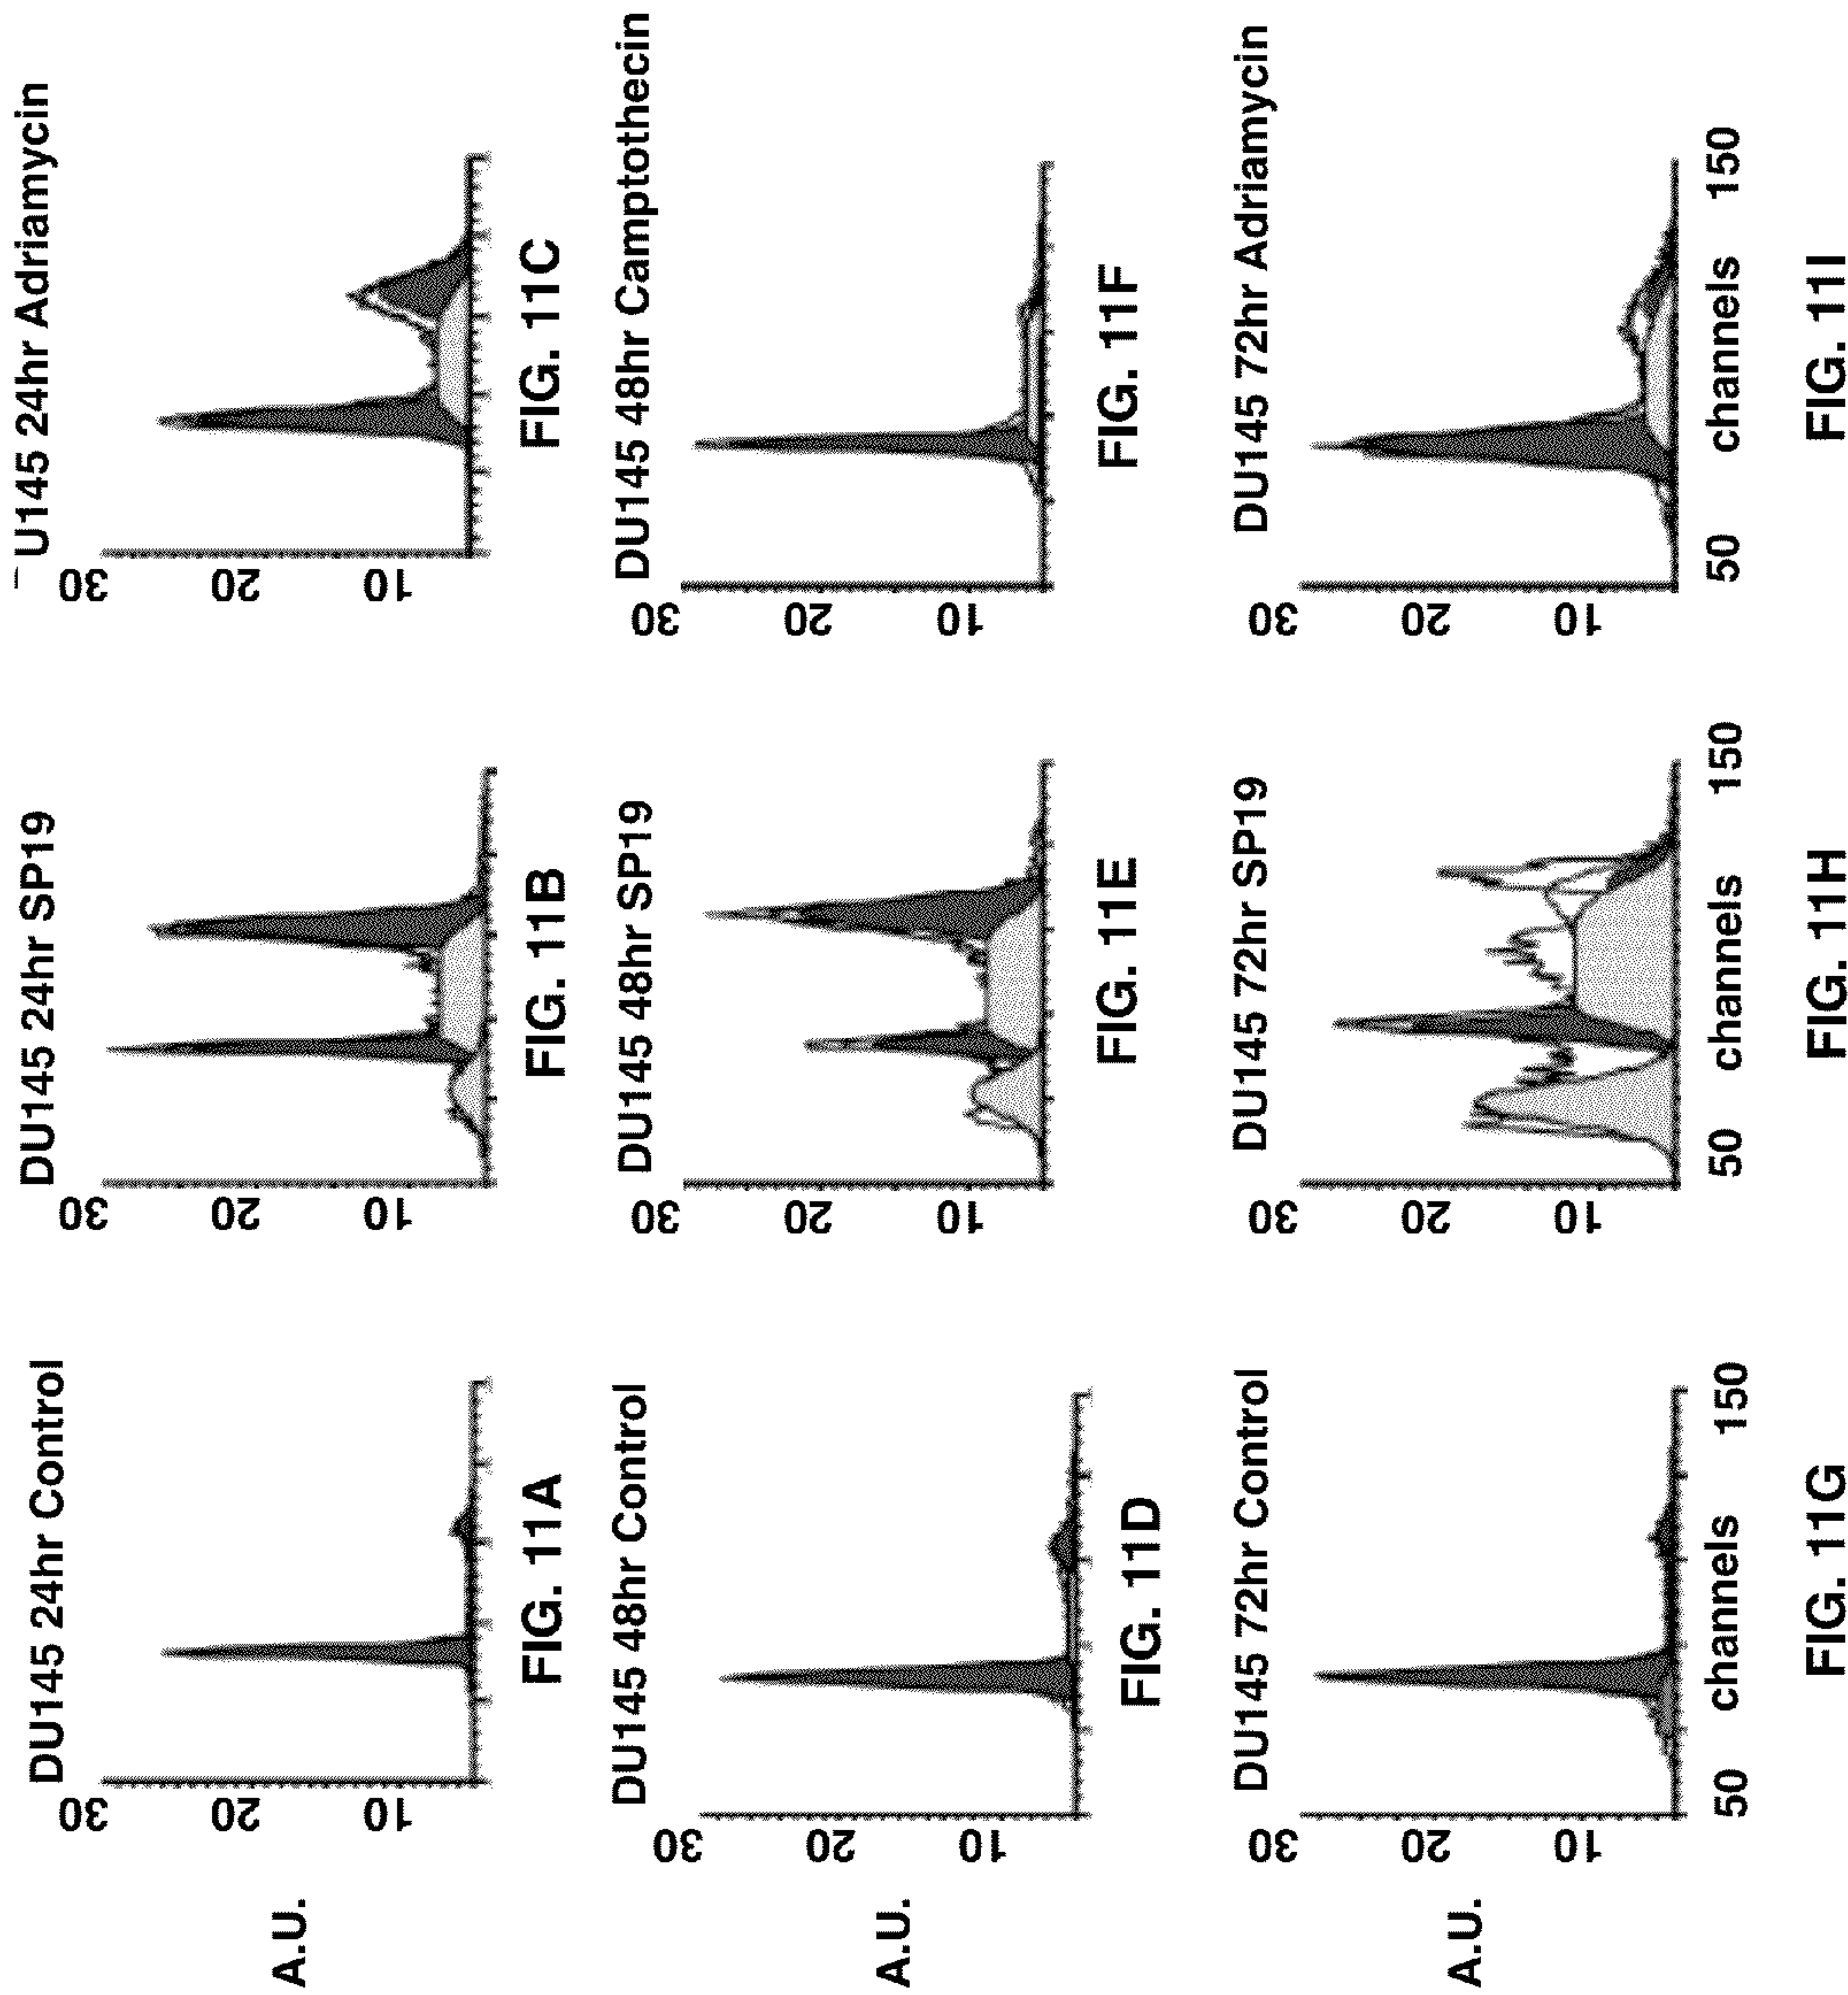 DU145 24hr Control
A.U.
30
20
10
FIG. 11A
DU145 24hr SP19
30
20
10
FIG. 11B
U145 24hr Adriamycin
30
20
10
FIG. 11C
DU145 48hr Control
A.U.
30
20
10
FIG. 11D
DU145 48hr SP19
30
20
10
FIG. 11E
DU145 48hr Camptothecin
30
20
10
FIG. 11F
DU145 72hr Control
A.U.
30
20
10
50 channels 150
FIG. 11G
DU145 72hr SP19
30
20
10
50 channels 150
FIG. 11H
DU145 72hr Adriamycin
30
20
10
50 channels 150
FIG. 11I